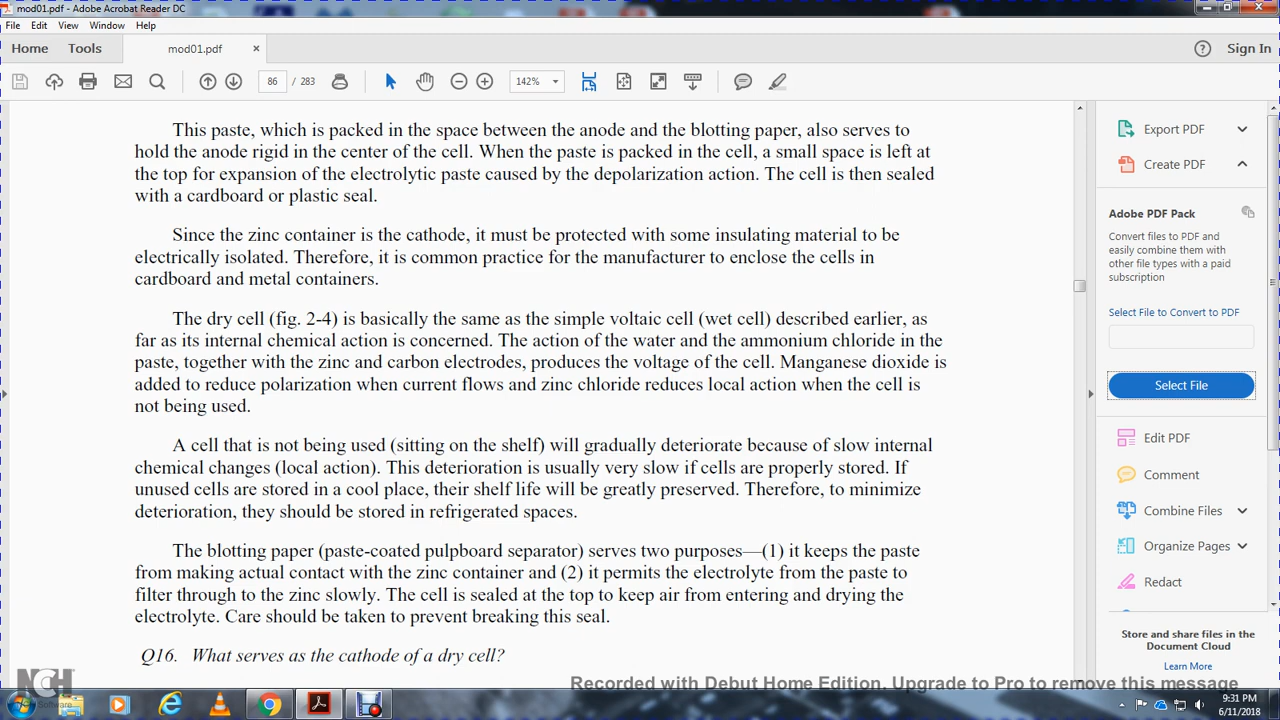 mod01.pdf - Adobe Acrobat Reader DC
File Edit View Window Help
Home Tools mod01.pdf × Sign In
86 / 283 142%
This paste, which is packed in the space between the anode and the blotting paper, also serves to
hold the anode rigid in the center of the cell. When the paste is packed in the cell, a small space is left at
the top for expansion of the electrolytic paste caused by the depolarization action. The cell is then sealed
with a cardboard or plastic seal.
Since the zinc container is the cathode, it must be protected with some insulating material to be
electrically isolated. Therefore, it is common practice for the manufacturer to enclose the cells in
cardboard and metal containers.
The dry cell (fig. 2-4) is basically the same as the simple voltaic cell (wet cell) described earlier, as
far as its internal chemical action is concerned. The action of the water and the ammonium chloride in the
paste, together with the zinc and carbon electrodes, produces the voltage of the cell. Manganese dioxide is
added to reduce polarization when current flows and zinc chloride reduces local action when the cell is
not being used.
A cell that is not being used (sitting on the shelf) will gradually deteriorate because of slow internal
chemical changes (local action). This deterioration is usually very slow if cells are properly stored. If
unused cells are stored in a cool place, their shelf life will be greatly preserved. Therefore, to minimize
deterioration, they should be stored in refrigerated spaces.
The blotting paper (paste-coated pulpboard separator) serves two purposes—(1) it keeps the paste
from making actual contact with the zinc container and (2) it permits the electrolyte from the paste to
filter through to the zinc slowly. The cell is sealed at the top to keep air from entering and drying the
electrolyte. Care should be taken to prevent breaking this seal.
Q16. What serves as the cathode of a dry cell?
Export PDF
Create PDF
Adobe PDF Pack
Convert files to PDF and
easily combine them with
other file types with a paid
subscription
Select File to Convert to PDF
Select File
Edit PDF
Comment
Combine Files
Organize Pages
Redact
Store and share files in the
Document Cloud
Learn More
NCH Software
Recorded with Debut Home Edition. Upgrade to Pro to remove this message
9:31 PM
6/11/2018